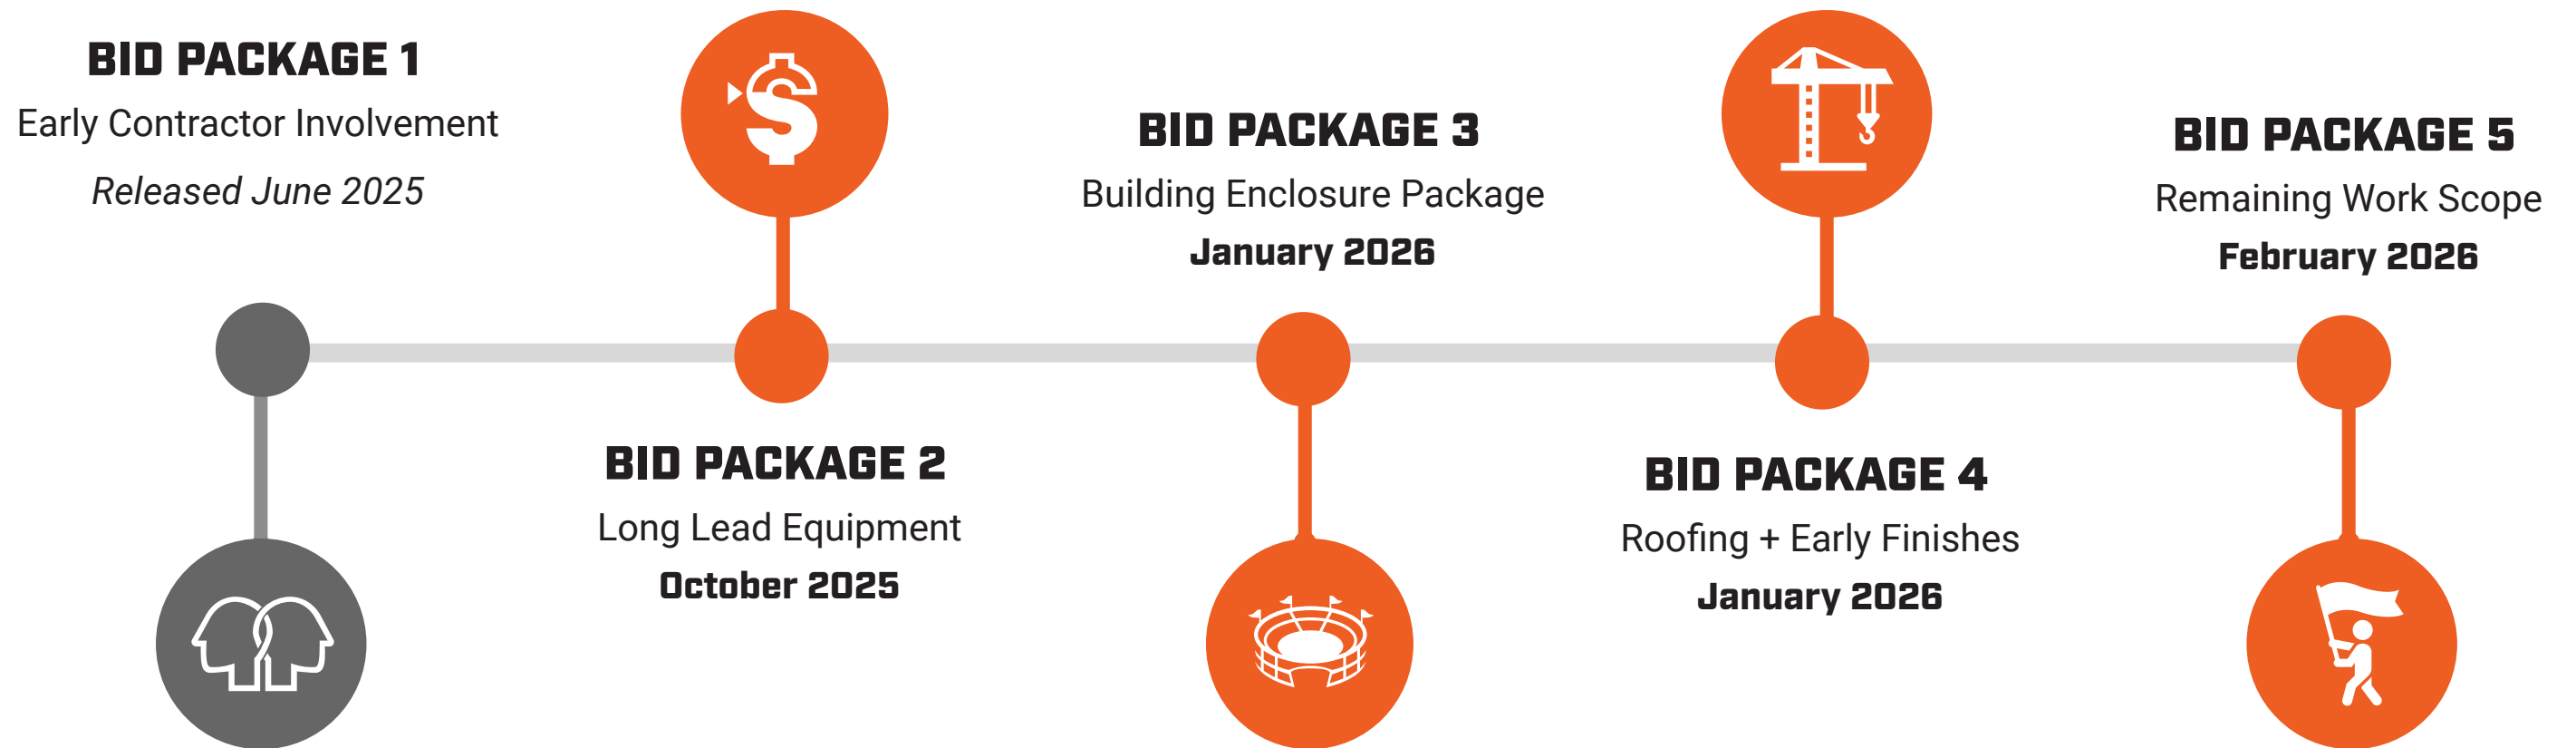 BID PACKAGE 1
Early Contractor Involvement
Released June 2025
BID PACKAGE 2
Long Lead Equipment
October 2025
BID PACKAGE 3
Building Enclosure Package
January 2026
BID PACKAGE 4
Roofing + Early Finishes
January 2026
BID PACKAGE 5
Remaining Work Scope
February 2026